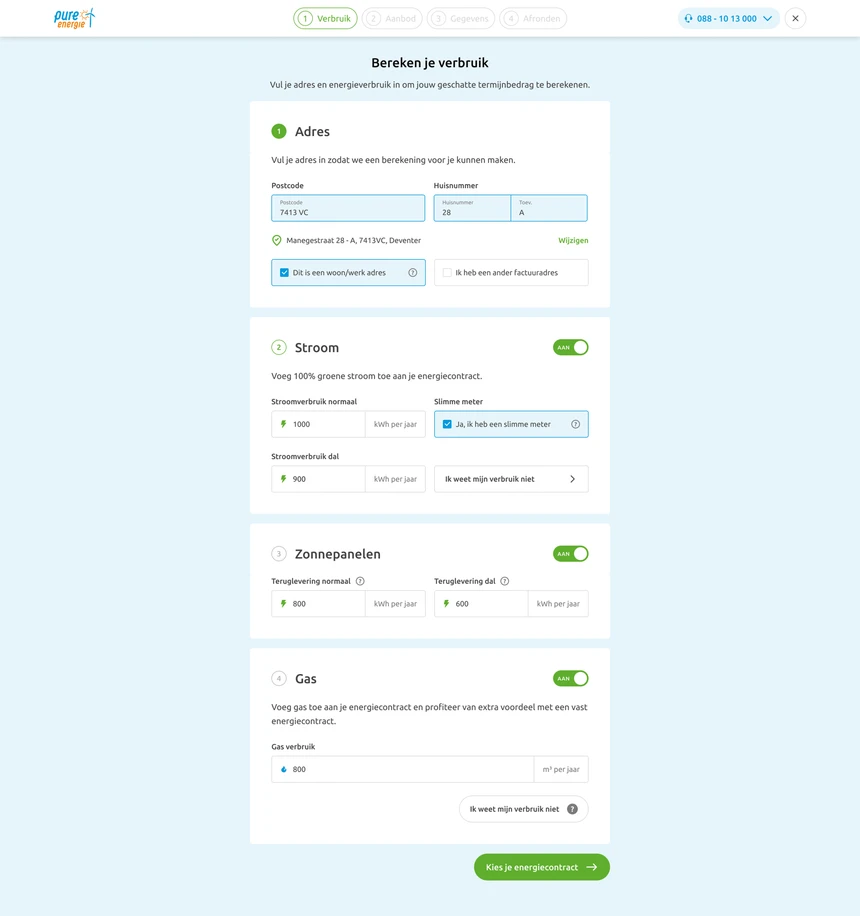 pure energie
1 Verbruik
2 Aanbod
3 Gegevens
4 Afronden
088 - 10 13 000
Bereken je verbruik
Vul je adres en energieverbruik in om jouw geschatte termijnbedrag te berekenen.
1 Adres
Vul je adres in zodat we een berekening voor je kunnen maken.
Postcode
Huisnummer
Postcode
Huisnummer
Toev.
7413 VC
28
A
Manegestraat 28 - A, 7413VC, Deventer
Wijzigen
Dit is een woon/werk adres ?
Ik heb een ander factuuradres
2 Stroom
AAN
Voeg 100% groene stroom toe aan je energiecontract.
Stroomverbruik normaal
Slimme meter
1000 kWh per jaar
Ja, ik heb een slimme meter ?
Stroomverbruik dal
900 kWh per jaar
Ik weet mijn verbruik niet
3 Zonnepanelen
AAN
Teruglevering normaal ?
Teruglevering dal ?
800 kWh per jaar
600 kWh per jaar
4 Gas
AAN
Voeg gas toe aan je energiecontract en profiteer van extra voordeel met een vast
energiecontract.
Gas verbruik
800 m³ per jaar
Ik weet mijn verbruik niet ?
Kies je energiecontract